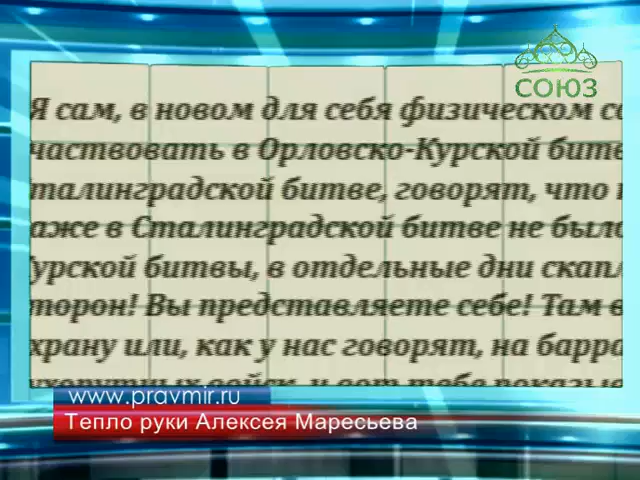 СОЮЗ
Я сам, в новом для себя физическом со
частвовать в Орловско-Курской битв
талинградской битве, говорят, что
аже в Сталинградской битве не было
урской битвы, в отдельные дни скапл
торон! Вы представляете себе! Там в
храну или, как у нас говорят, на барра
www.pravmir.ru
Тепло руки Алексея Маресьева